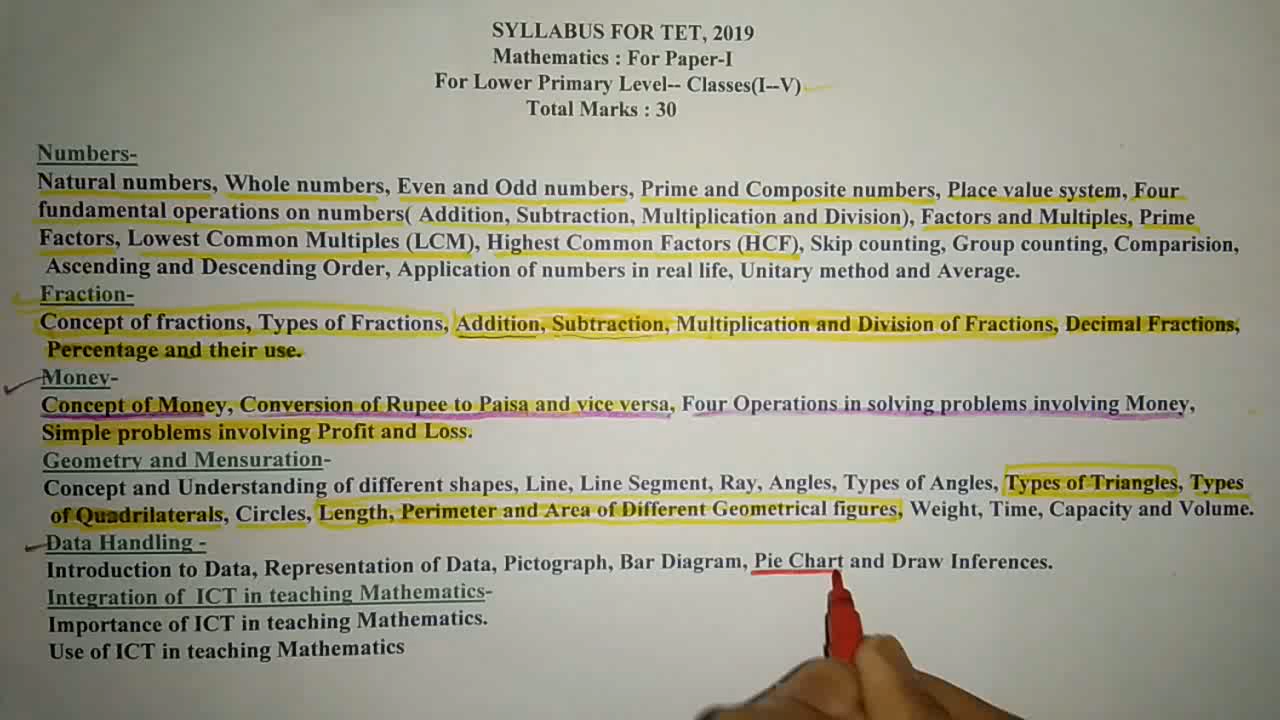 SYLLABUS FOR TET, 2019
Mathematics : For Paper-I
For Lower Primary Level-- Classes(I--V)
Total Marks : 30
Numbers-
Natural numbers, Whole numbers, Even and Odd numbers, Prime and Composite numbers, Place value system, Four
fundamental operations on numbers( Addition, Subtraction, Multiplication and Division), Factors and Multiples, Prime
Factors, Lowest Common Multiples (LCM), Highest Common Factors (HCF), Skip counting, Group counting, Comparision,
Ascending and Descending Order, Application of numbers in real life, Unitary method and Average.
Fraction-
Concept of fractions, Types of Fractions, Addition, Subtraction, Multiplication and Division of Fractions, Decimal Fractions,
Percentage and their use.
Money-
Concept of Money, Conversion of Rupee to Paisa and vice versa, Four Operations in solving problems involving Money,
Simple problems involving Profit and Loss.
Geometry and Mensuration-
Concept and Understanding of different shapes, Line, Line Segment, Ray, Angles, Types of Angles, Types of Triangles, Types
of Quadrilaterals, Circles, Length, Perimeter and Area of Different Geometrical figures, Weight, Time, Capacity and Volume.
Data Handling -
Introduction to Data, Representation of Data, Pictograph, Bar Diagram, Pie Chart and Draw Inferences.
Integration of ICT in teaching Mathematics-
Importance of ICT in teaching Mathematics.
Use of ICT in teaching Mathematics